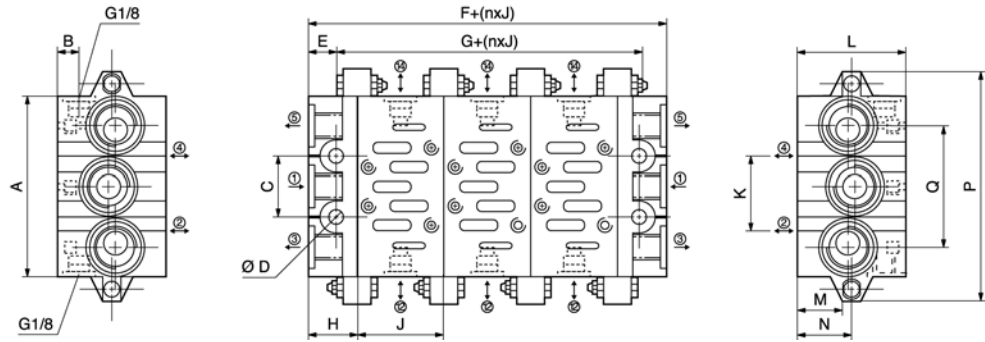 G1/8
B
A
④
②
G1/8
F+(nxJ)
E
G+(nxJ)
⑭ ⑭ ⑭
⑤ ⑤
① ①
③ ③
C
Ø D
⑫ ⑫ ⑫
H
J
L
④
②
K
Q
P
M
N